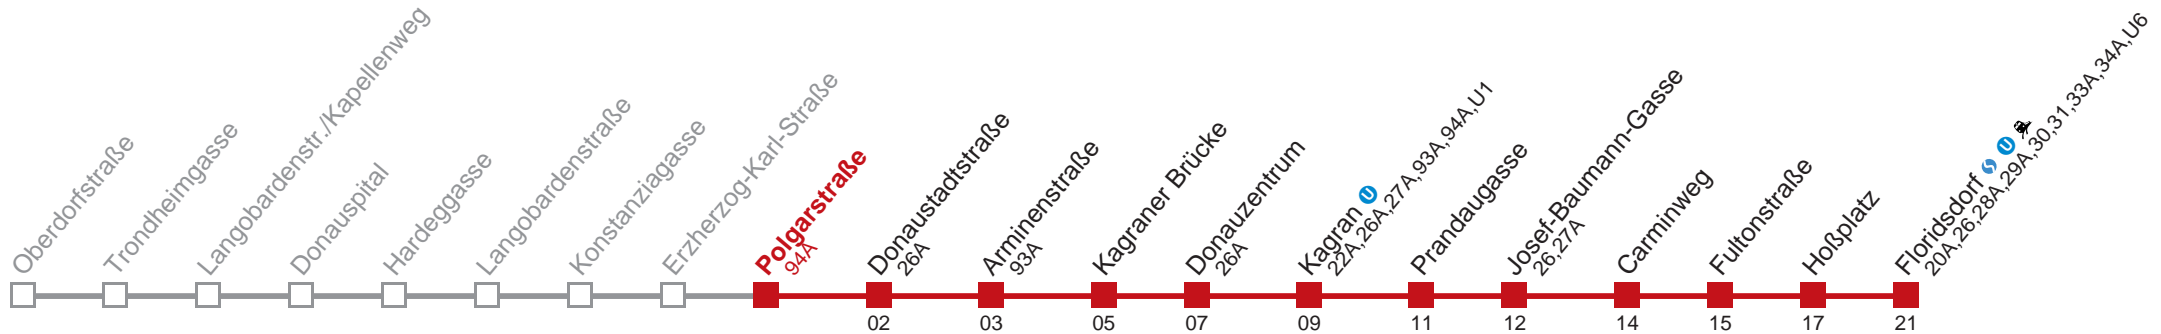 Oberdorfstraße
Trondheimgasse
Langobardenstr./Kapellenweg
Donauspital
Hardeggasse
Langobardenstraße
Konstanziagasse
Erzherzog-Karl-Straße
Polgarstraße
94A
Donaustadtstraße
26A
02
Arminenstraße
93A
03
Kagraner Brücke
05
Donauzentrum
26A
07
Kagran U
22A,26A,27A,93A,94A,U1
09
Prandaugasse
11
Josef-Baumann-Gasse
26,27A
12
Carminweg
14
Fultonstraße
15
Hoßplatz
17
Floridsdorf S U
20A,26,28A,29A,30,31,33A,34A,U6
21